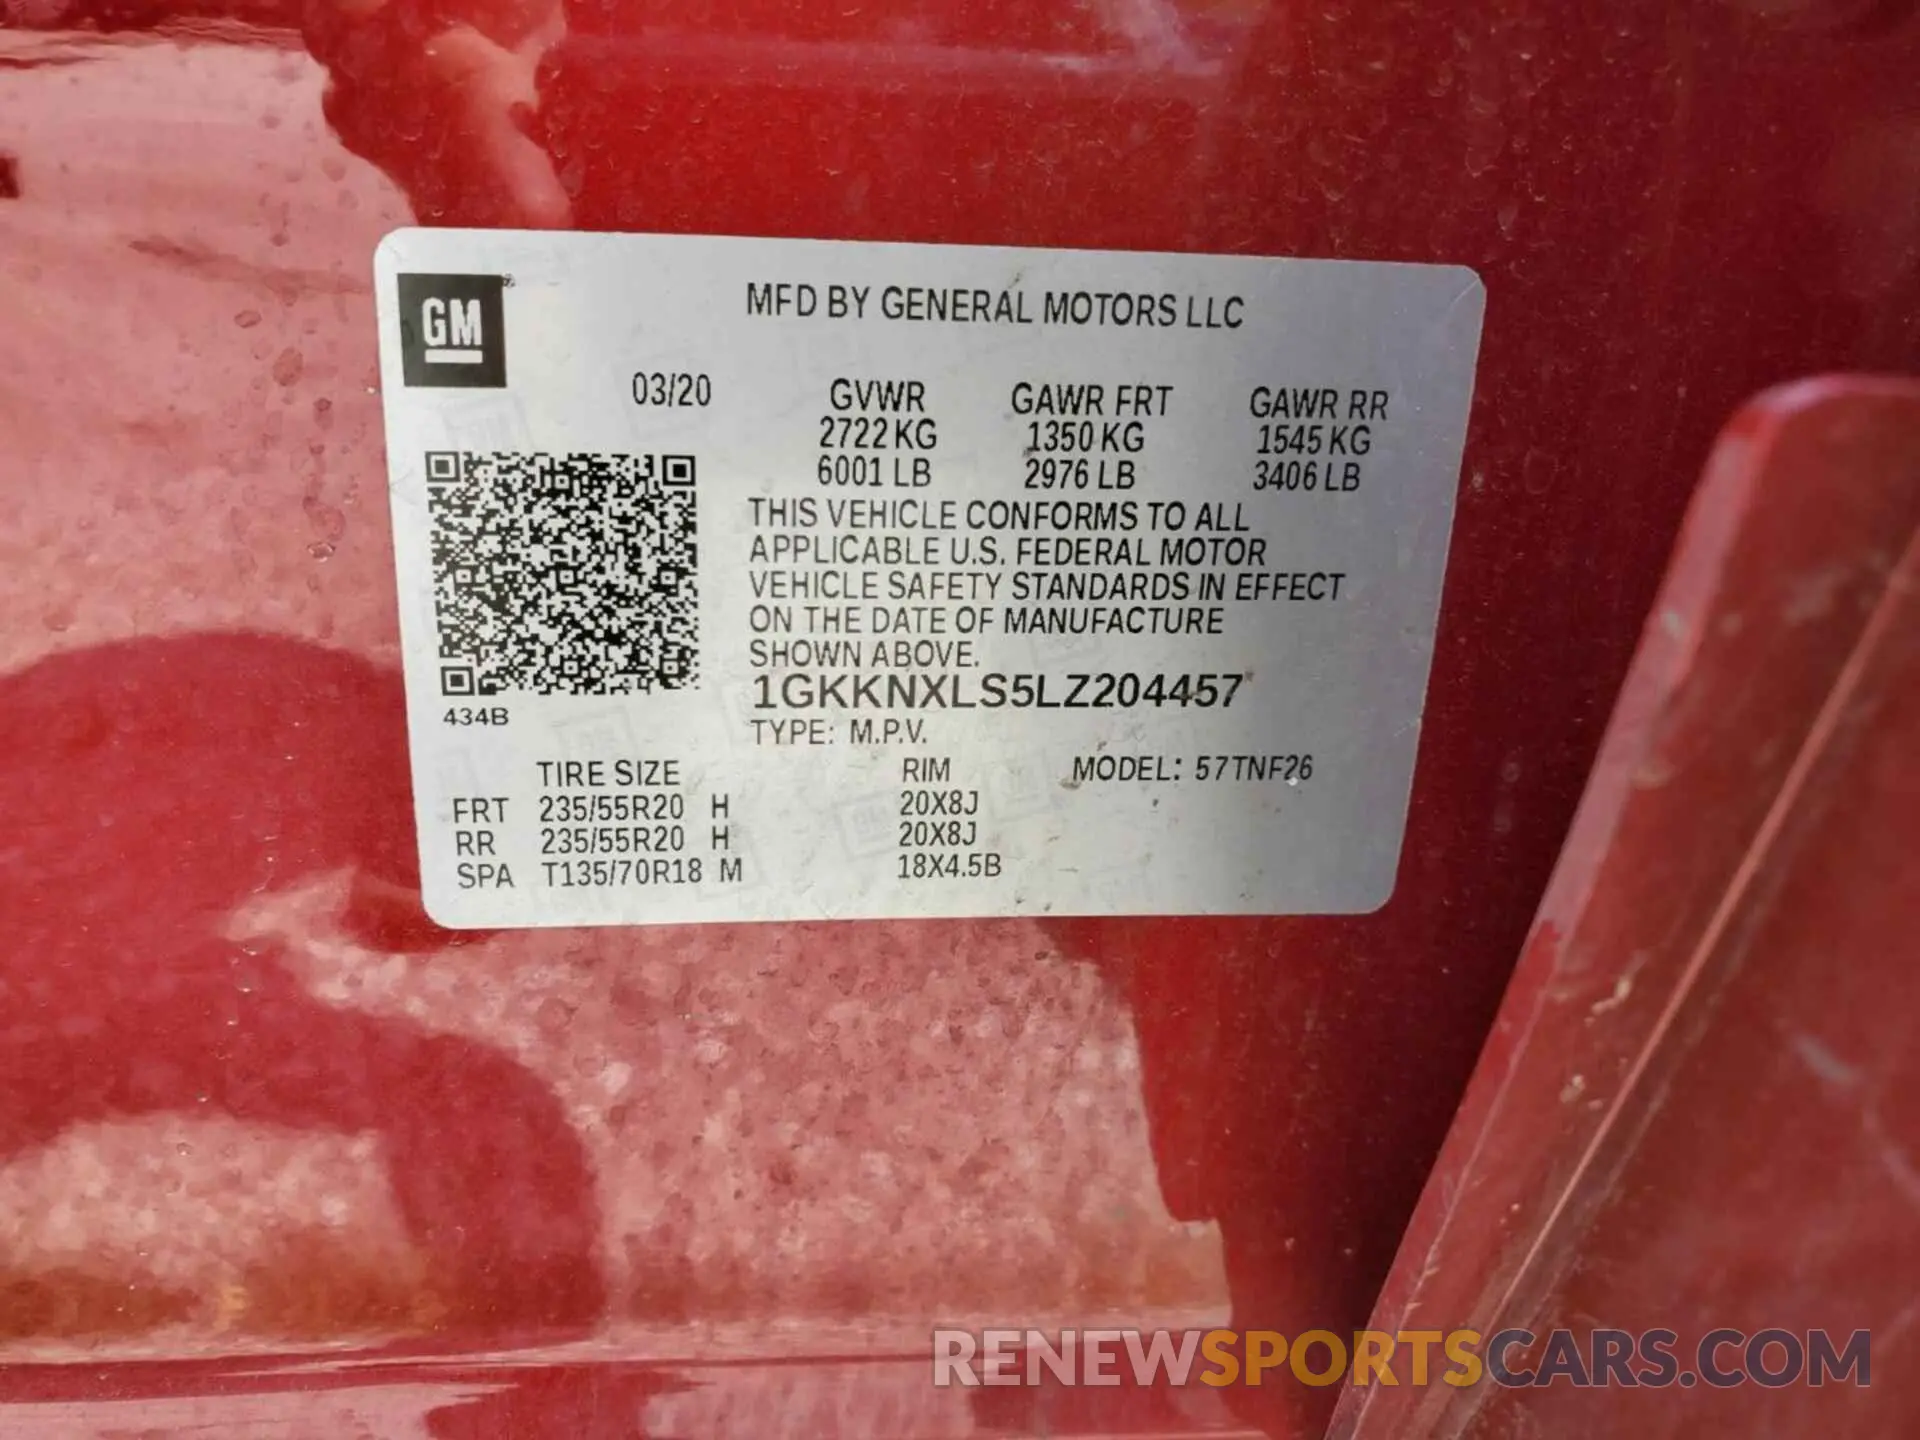 GM
MFD BY GENERAL MOTORS LLC
03/20 GVWR GAWR FRT GAWR RR
2722 KG 1350 KG 1545 KG
6001 LB 2976 LB 3406 LB
THIS VEHICLE CONFORMS TO ALL
APPLICABLE U.S. FEDERAL MOTOR
VEHICLE SAFETY STANDARDS IN EFFECT
ON THE DATE OF MANUFACTURE
SHOWN ABOVE.
1GKKNXLS5LZ204457
434B
TYPE: M.P.V.
TIRE SIZE RIM MODEL: 57TNF26
FRT 235/55R20 H 20X8J
RR 235/55R20 H 20X8J
SPA T135/70R18 M 18X4.5B
RENEWSPORTSCARS.COM